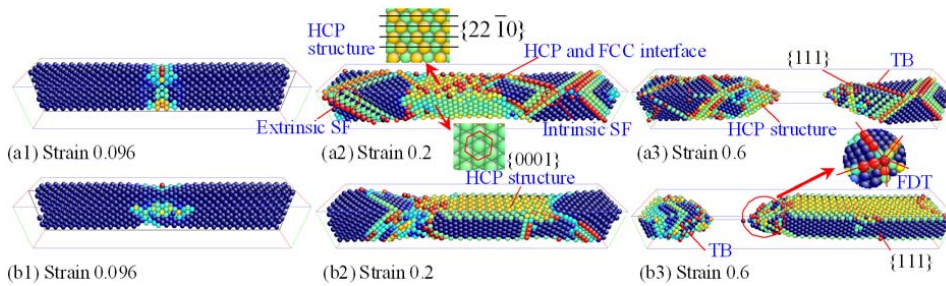 HCP
structure
{22 1̅0}
HCP and FCC interface
Extrinsic SF
Intrinsic SF
{111}
TB
HCP structure
(a1) Strain 0.096
(a2) Strain 0.2
(a3) Strain 0.6
{0001}
HCP structure
FDT
TB
{111}
(b1) Strain 0.096
(b2) Strain 0.2
(b3) Strain 0.6